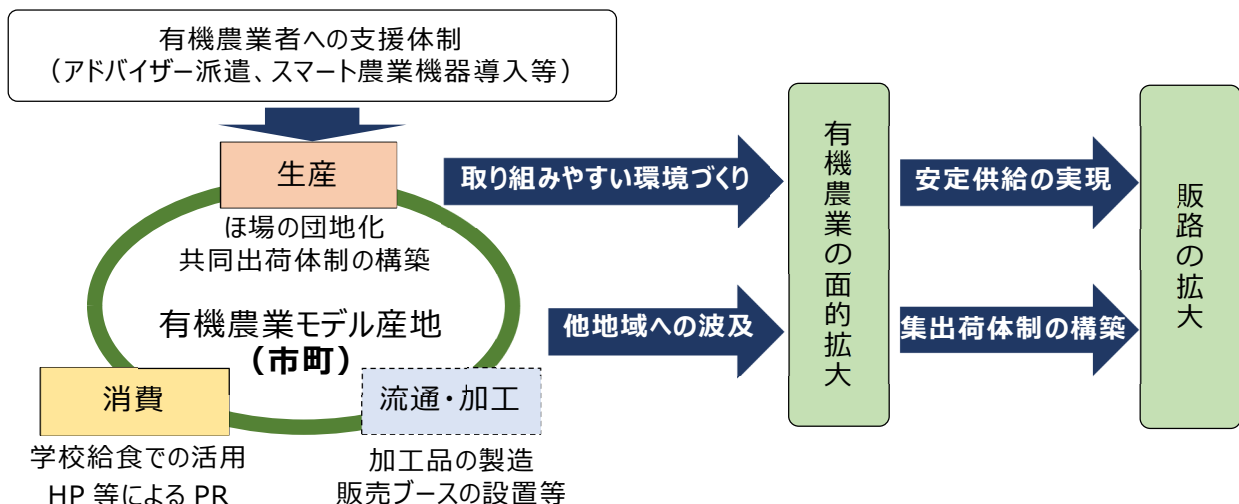 有機農業者への支援体制
（アドバイザー派遣、スマート農業機器導入等）
生産
ほ場の団地化
共同出荷体制の構築
有機農業モデル産地
（市町）
消費
学校給食での活用
HP 等による PR
流通・加工
加工品の製造
販売ブースの設置等
取り組みやすい環境づくり
他地域への波及
有機農業の面的拡大
安定供給の実現
集出荷体制の構築
販路の拡大